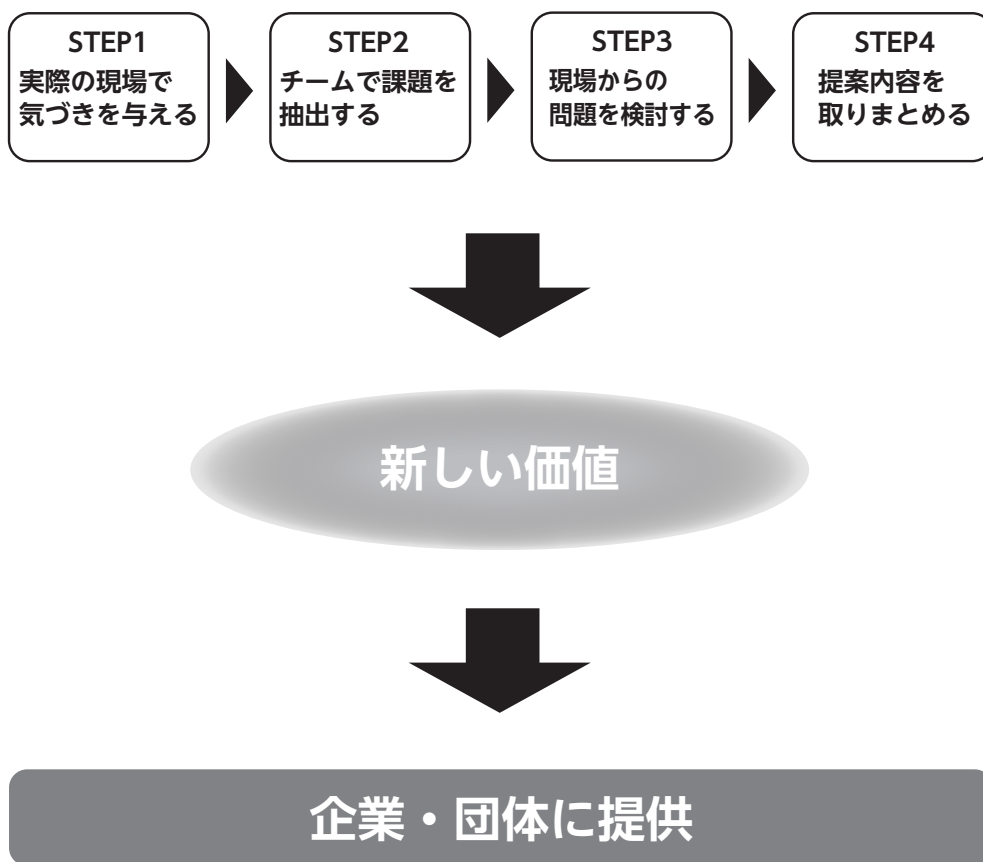 STEP1
実際の現場で
気づきを与える
STEP2
チームで課題を
抽出する
STEP3
現場からの
問題を検討する
STEP4
提案内容を
取りまとめる
新しい価値
企業・団体に提供